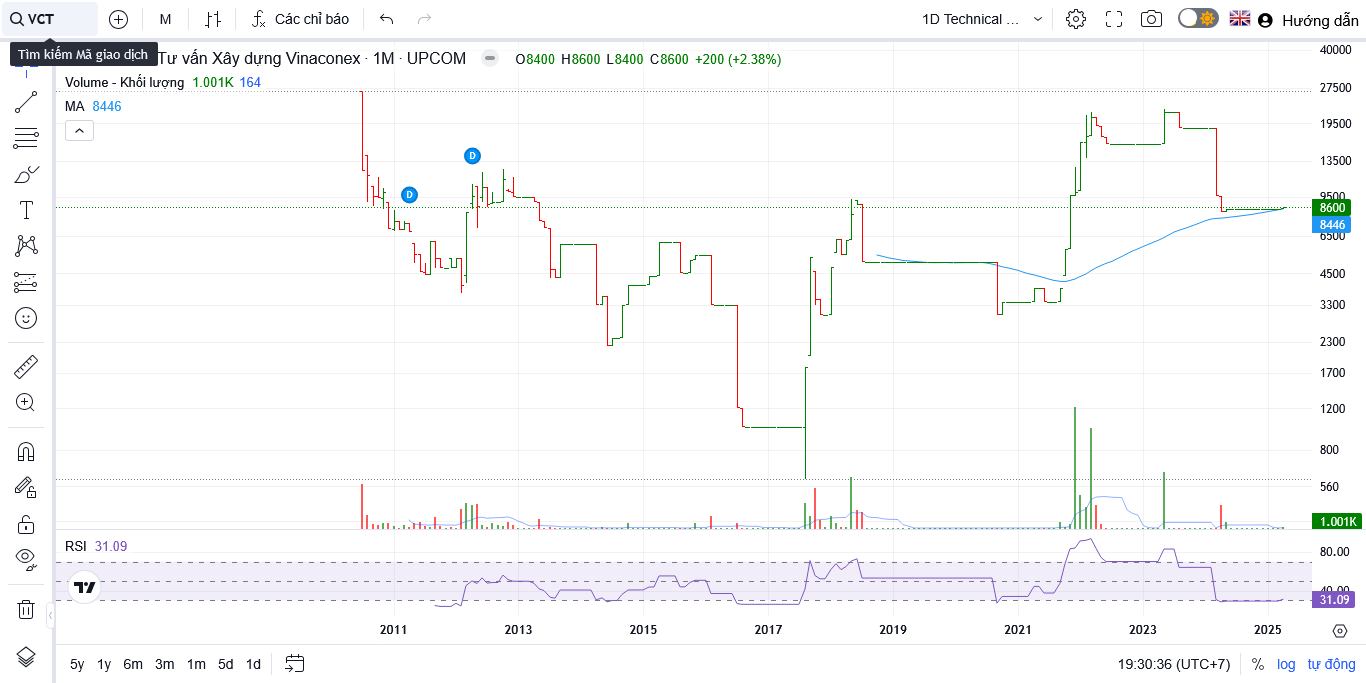 VCT
M
Các chỉ báo
1D Technical ...
Hướng dẫn
Tìm kiếm Mã giao dịch
Tư vấn Xây dựng Vinaconex · 1M · UPCOM
O8400 H8600 L8400 C8600 +200 (+2.38%)
Volume - Khối lượng 1.001K 164
MA 8446
D
D
40000
27500
19500
13500
9500
8600
8446
6500
4500
3300
2300
1700
1200
800
560
1.001K
RSI 31.09
80.00
40.00
31.09
2011 2013 2015 2017 2019 2021 2023 2025
5y 1y 6m 3m 1m 5d 1d
19:30:36 (UTC+7) % log tự động